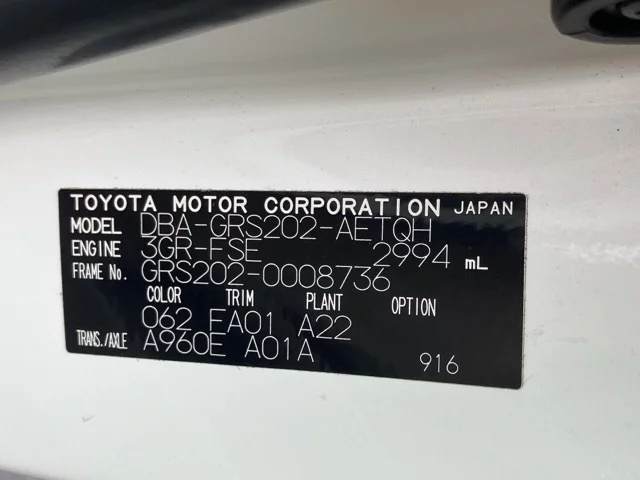 TOYOTA MOTOR CORPORATION JAPAN
MODEL DBA-GRS202-AETQH
ENGINE 3GR-FSE 2994 mL
FRAME No. GRS202-0008736
COLOR TRIM PLANT OPTION
062 FA01 A22
TRANS./AXLE A960E A01A
916